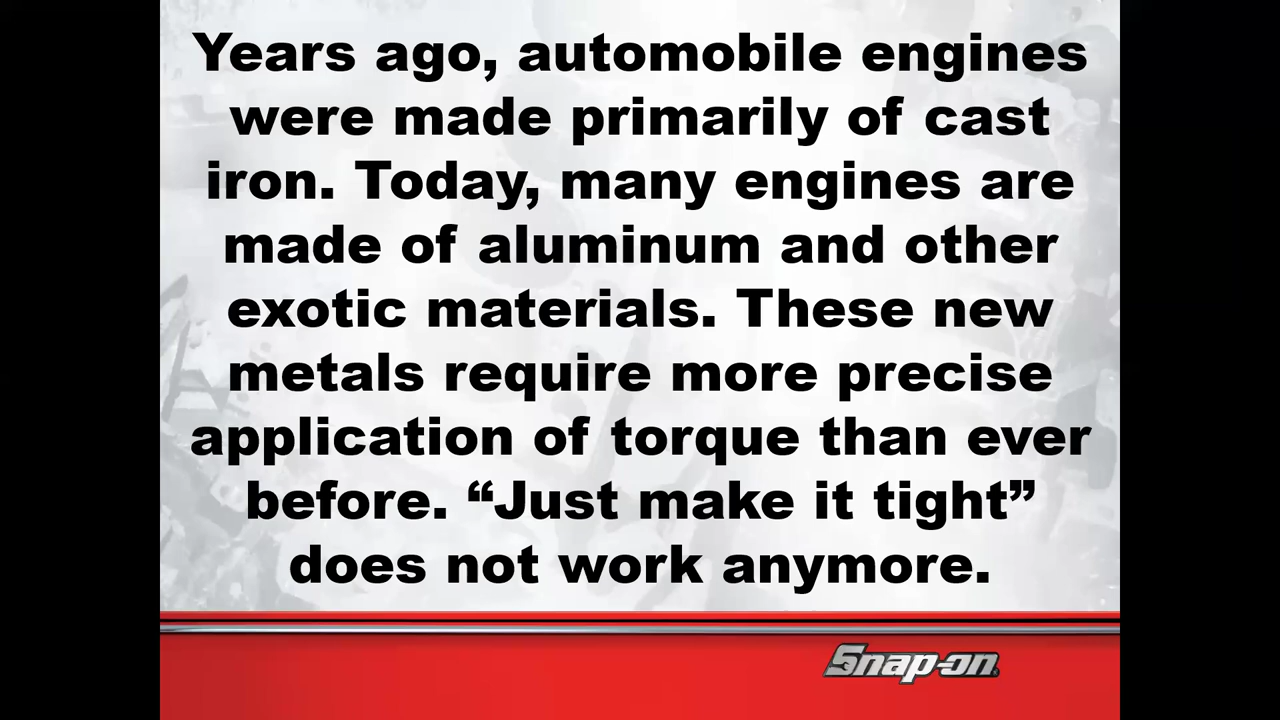 Years ago, automobile engines
were made primarily of cast
iron. Today, many engines are
made of aluminum and other
exotic materials. These new
metals require more precise
application of torque than ever
before. “Just make it tight”
does not work anymore.
Snap-on